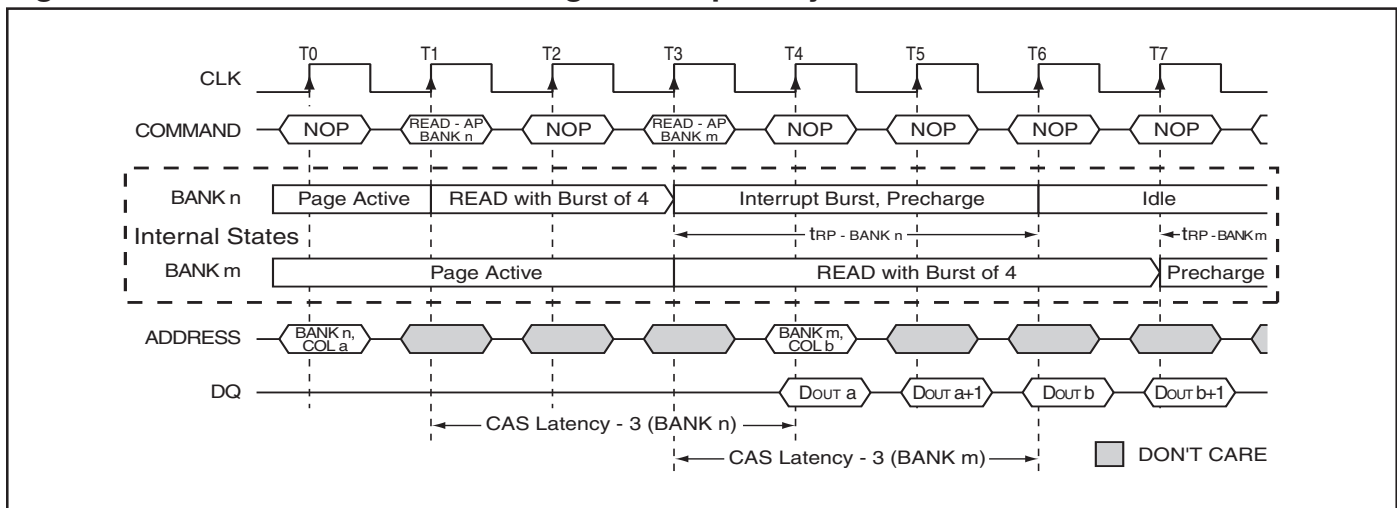 T0 T1 T2 T3 T4 T5 T6 T7
CLK
COMMAND NOP READ - AP BANK n NOP READ - AP BANK m NOP NOP NOP NOP
BANK n Page Active READ with Burst of 4 Interrupt Burst, Precharge Idle
Internal States tRP - BANK n tRP - BANK m
BANK m Page Active READ with Burst of 4 Precharge
ADDRESS BANK n, COL a BANK m, COL b
DQ DOUT a DOUT a+1 DOUT b DOUT b+1
CAS Latency - 3 (BANK n)
CAS Latency - 3 (BANK m) DON'T CARE